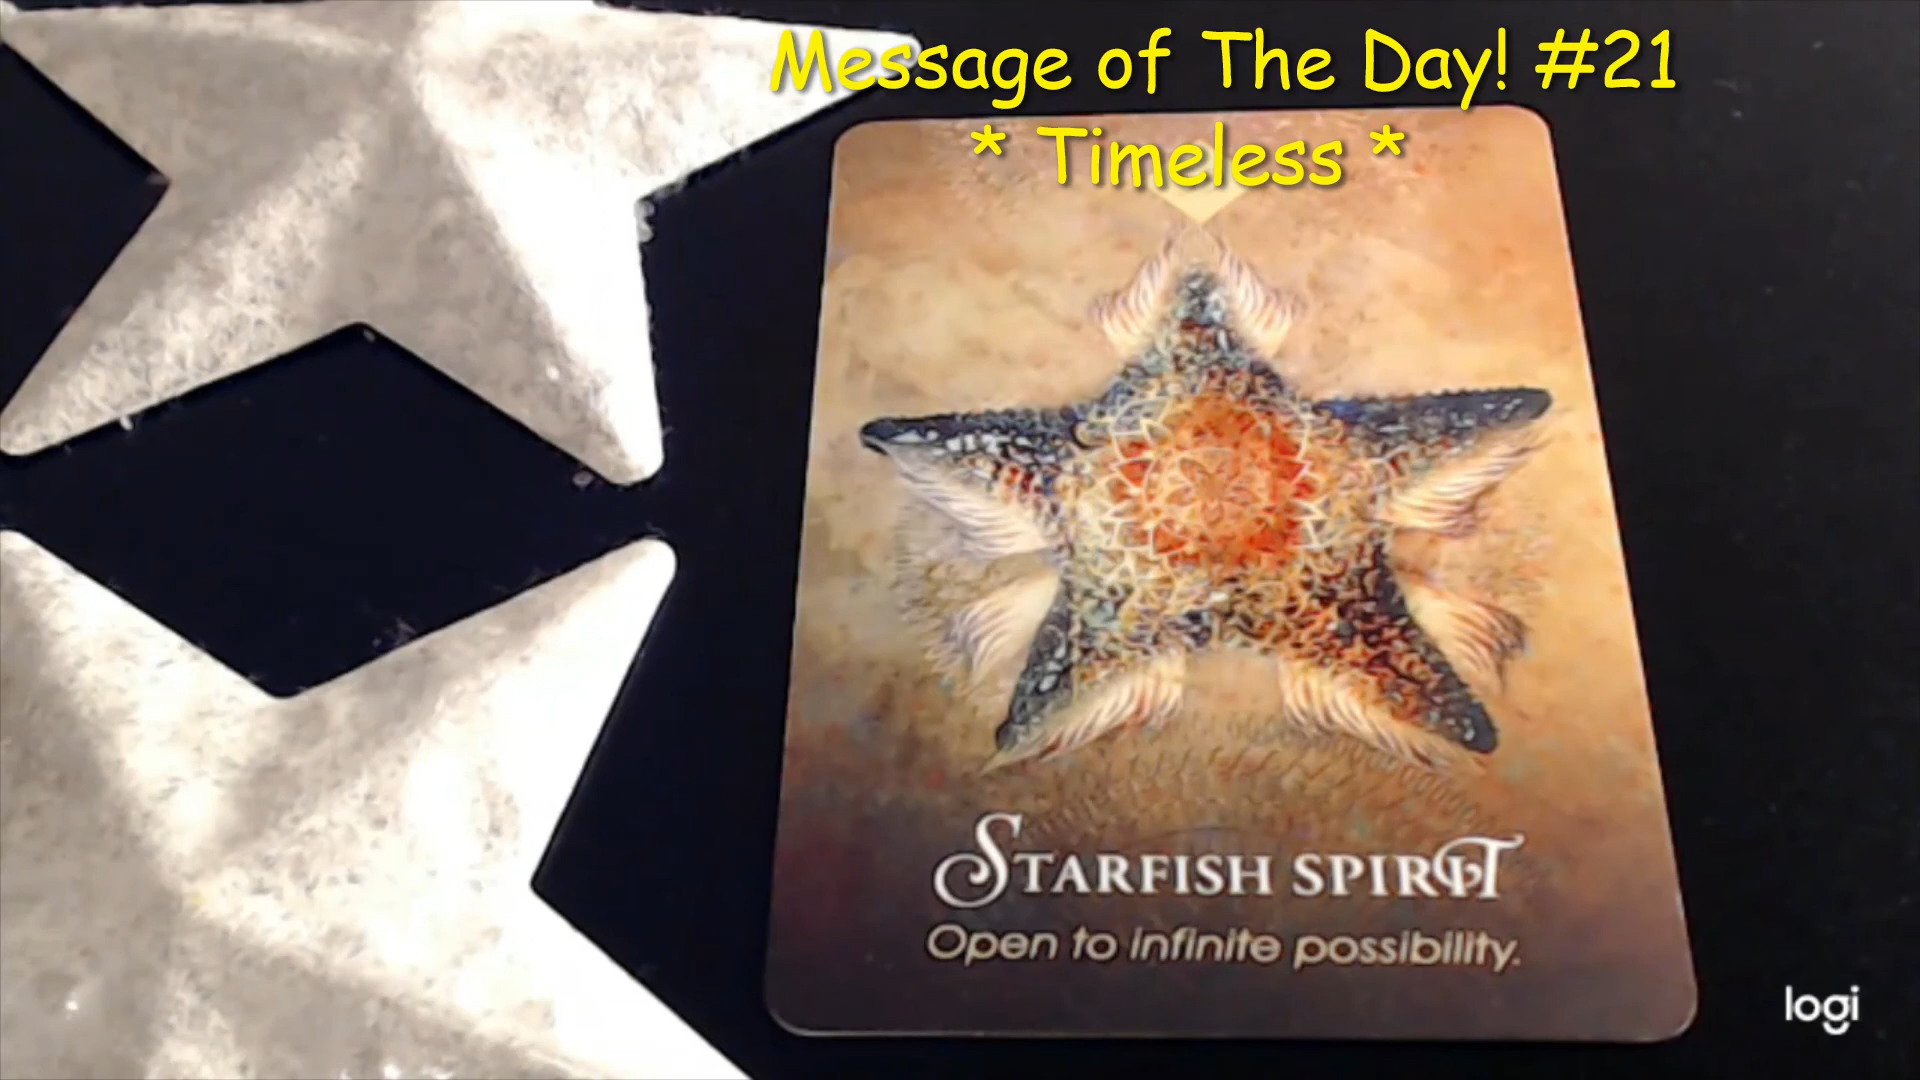 Message of The Day! #21
* Timeless *
STARFISH SPIRIT
Open to infinite possibility.
logi